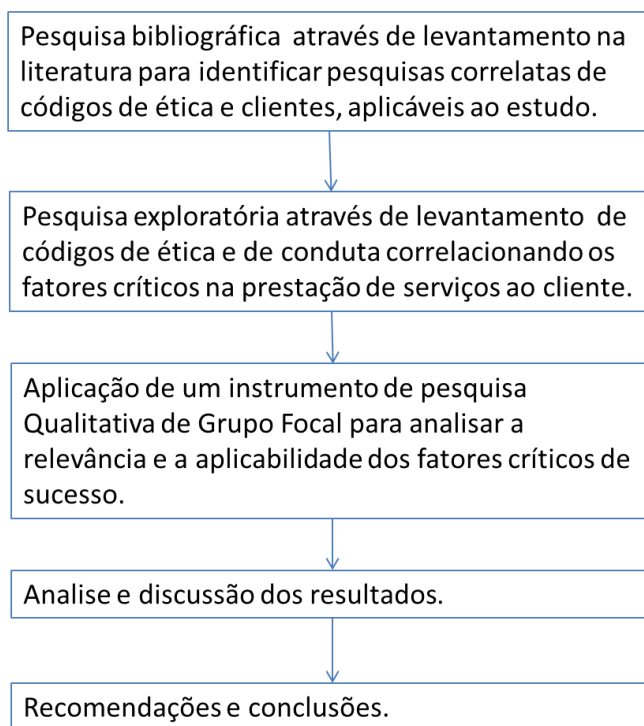 Pesquisa bibliográfica através de levantamento na
literatura para identificar pesquisas correlatas de
códigos de ética e clientes, aplicáveis ao estudo.
Pesquisa exploratória através de levantamento de
códigos de ética e de conduta correlacionando os
fatores críticos na prestação de serviços ao cliente.
Aplicação de um instrumento de pesquisa
Qualitativa de Grupo Focal para analisar a
relevância e a aplicabilidade dos fatores críticos de
sucesso.
Analise e discussão dos resultados.
Recomendações e conclusões.